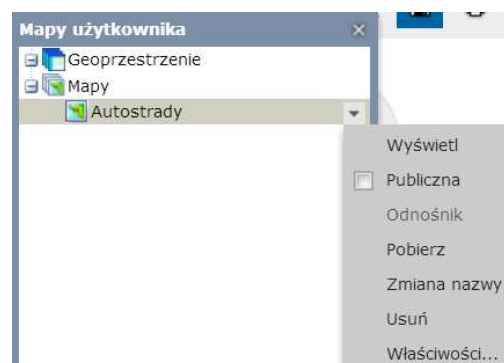 Mapy użytkownika
Geoprzestrzenie
Mapy
Autostrady
Wyświetl
Publiczna
Odnośnik
Pobierz
Zmiana nazwy
Usuń
Właściwości...